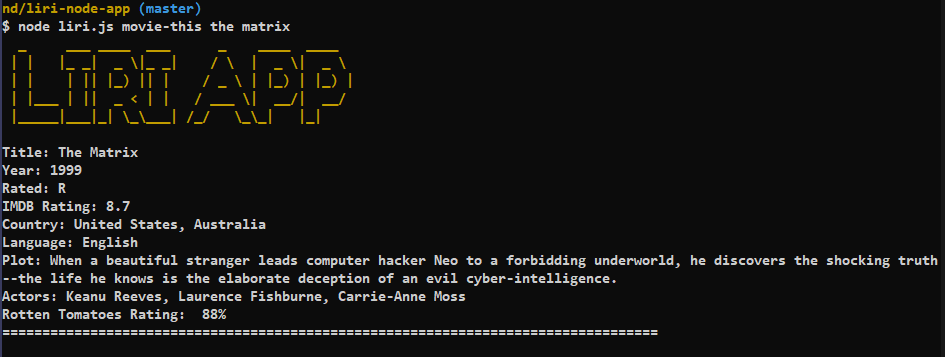 nd/liri-node-app (master)
$ node liri.js movie-this the matrix
LIRI APP
Title: The Matrix
Year: 1999
Rated: R
IMDB Rating: 8.7
Country: United States, Australia
Language: English
Plot: When a beautiful stranger leads computer hacker Neo to a forbidding underworld, he discovers the shocking truth
--the life he knows is the elaborate deception of an evil cyber-intelligence.
Actors: Keanu Reeves, Laurence Fishburne, Carrie-Anne Moss
Rotten Tomatoes Rating:  88%
==================================================================================